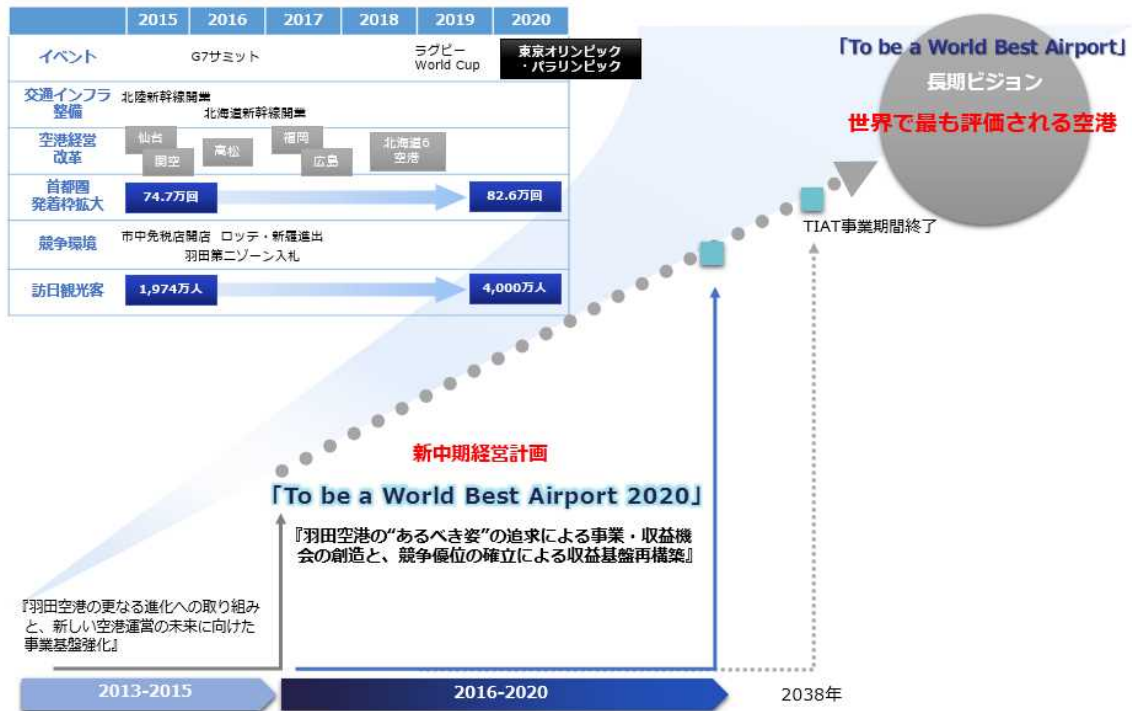 2015 2016 2017 2018 2019 2020
イベント
G7サミット
ラグビー
World Cup
東京オリンピック
・パラリンピック
交通インフラ
整備
北陸新幹線開業
北海道新幹線開業
空港経営
改革
仙台
関空
高松
福岡
広島
北海道6
空港
首都圏
発着枠拡大
74.7万回
82.6万回
競争環境
市中免税店開店 ロッテ・新羅進出
羽田第二ゾーン入札
訪日観光客
1,974万人
4,000万人
「To be a World Best Airport」
長期ビジョン
世界で最も評価される空港
TIAT事業期間終了
新中期経営計画
「To be a World Best Airport 2020」
『羽田空港の“あるべき姿”の追求による事業・収益機
会の創造と、競争優位の確立による収益基盤再構築』
『羽田空港の更なる進化への取り組み
と、新しい空港運営の未来に向けた
事業基盤強化』
2013-2015
2016-2020
2038年